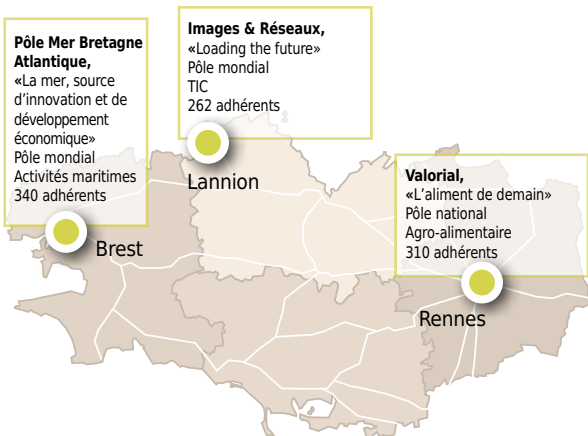 Pôle Mer Bretagne
Atlantique,
«La mer, source
d’innovation et de
développement
économique»
Pôle mondial
Activités maritimes
340 adhérents
Brest
Images & Réseaux,
«Loading the future»
Pôle mondial
TIC
262 adhérents
Lannion
Valorial,
«L’aliment de demain»
Pôle national
Agro-alimentaire
310 adhérents
Rennes